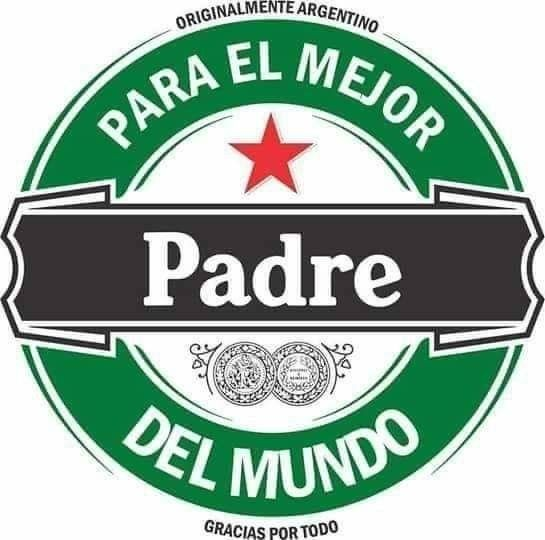 ORIGINALMENTE ARGENTINO
PARA EL MEJOR
Padre
DEL MUNDO
GRACIAS POR TODO